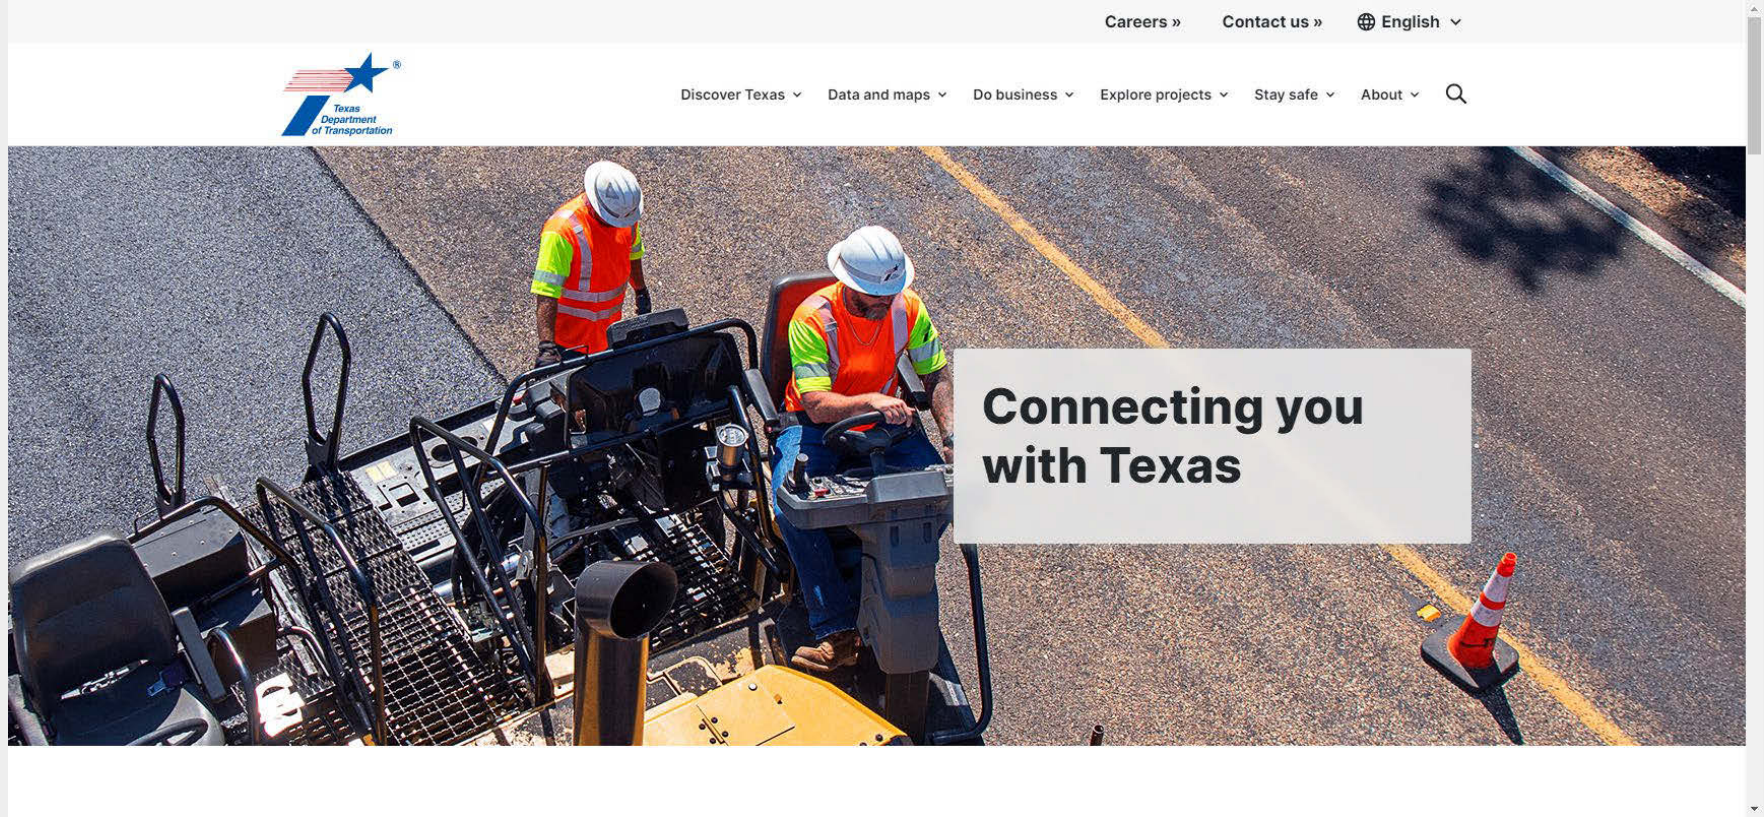 Careers »
Contact us »
English
®
Texas
Department
of Transportation
Discover Texas
Data and maps
Do business
Explore projects
Stay safe
About
Connecting you
with Texas